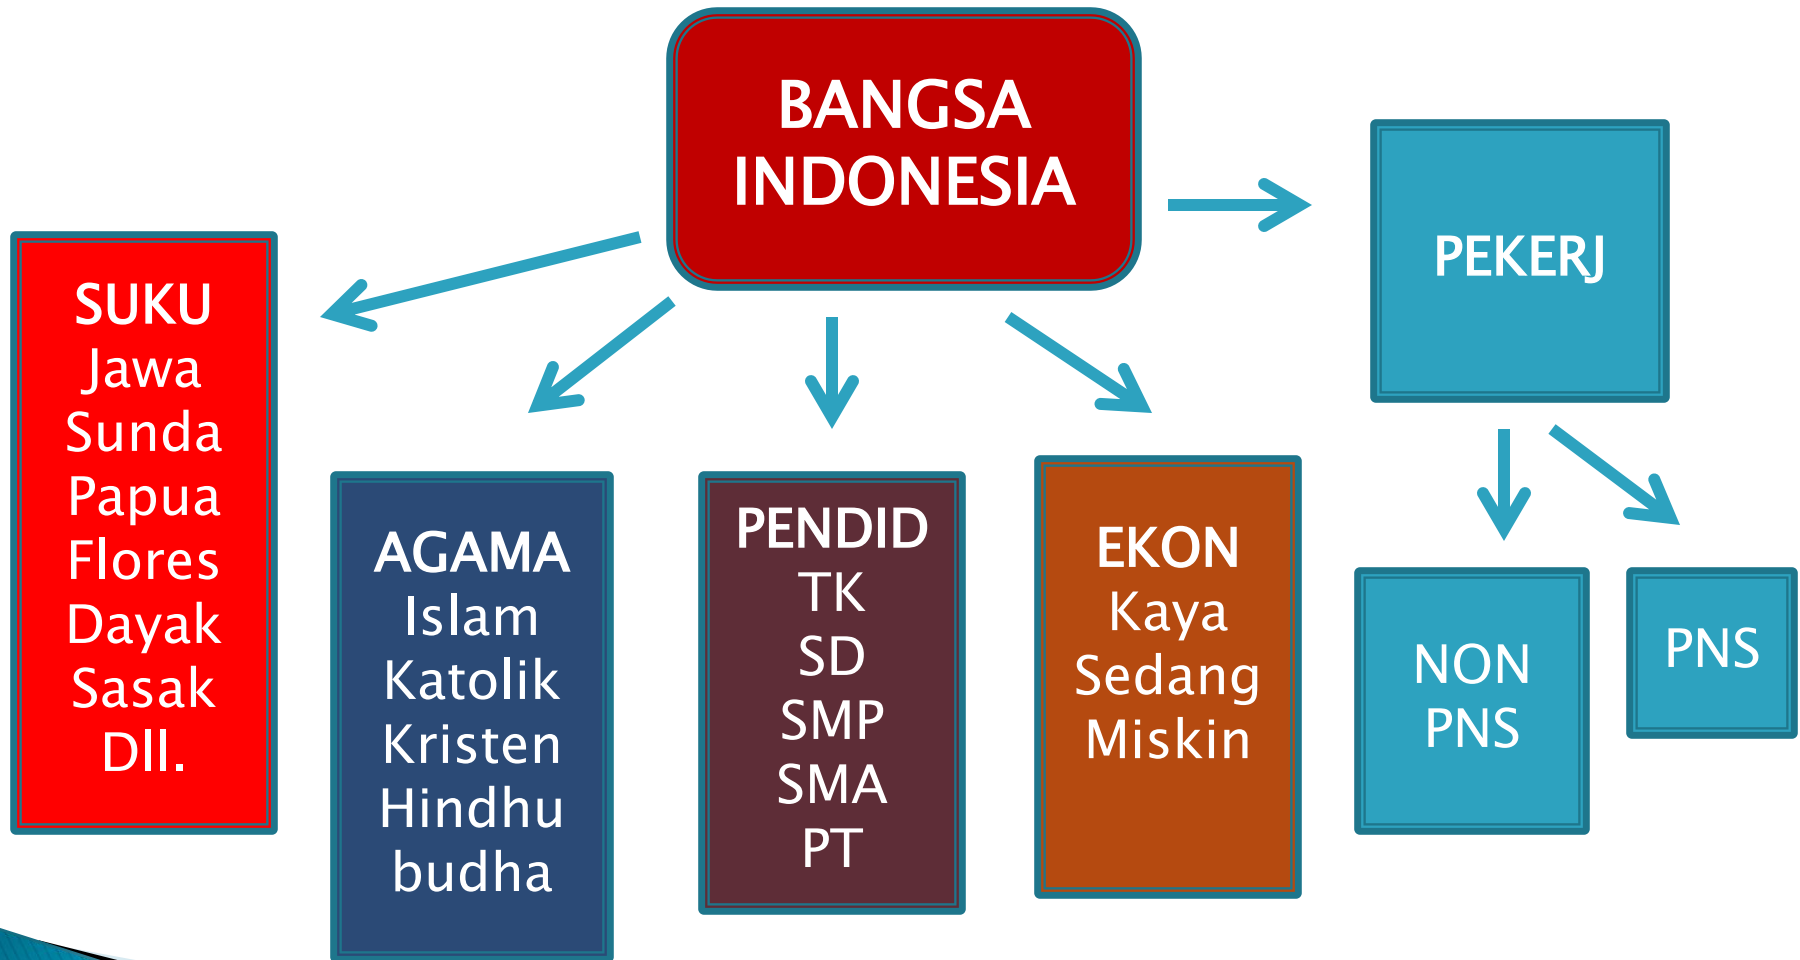 BANGSA
INDONESIA
PEKERJ
SUKU
Jawa
Sunda
Papua
Flores
Dayak
Sasak
Dll.
AGAMA
Islam
Katolik
Kristen
Hindhu
budha
PENDID
TK
SD
SMP
SMA
PT
EKON
Kaya
Sedang
Miskin
NON
PNS
PNS